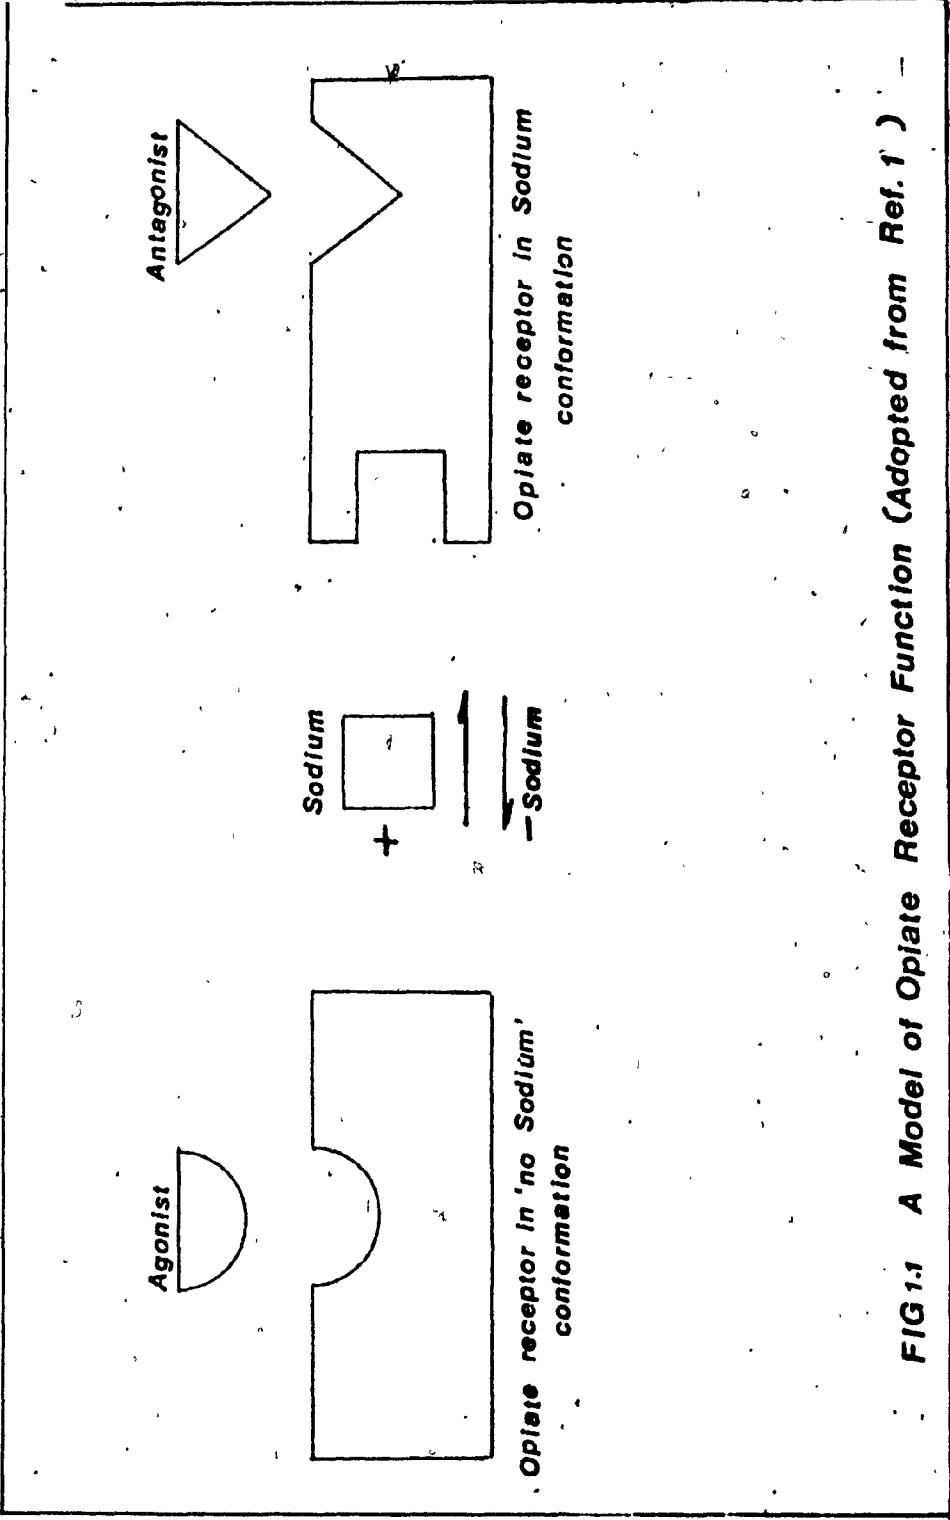 Agonist
Opiate receptor in 'no Sodium'
conformation
Sodium
+
− Sodium
Antagonist
Opiate receptor in Sodium
conformation
FIG 1.1 A Model of Opiate Receptor Function (Adopted from Ref. 1)